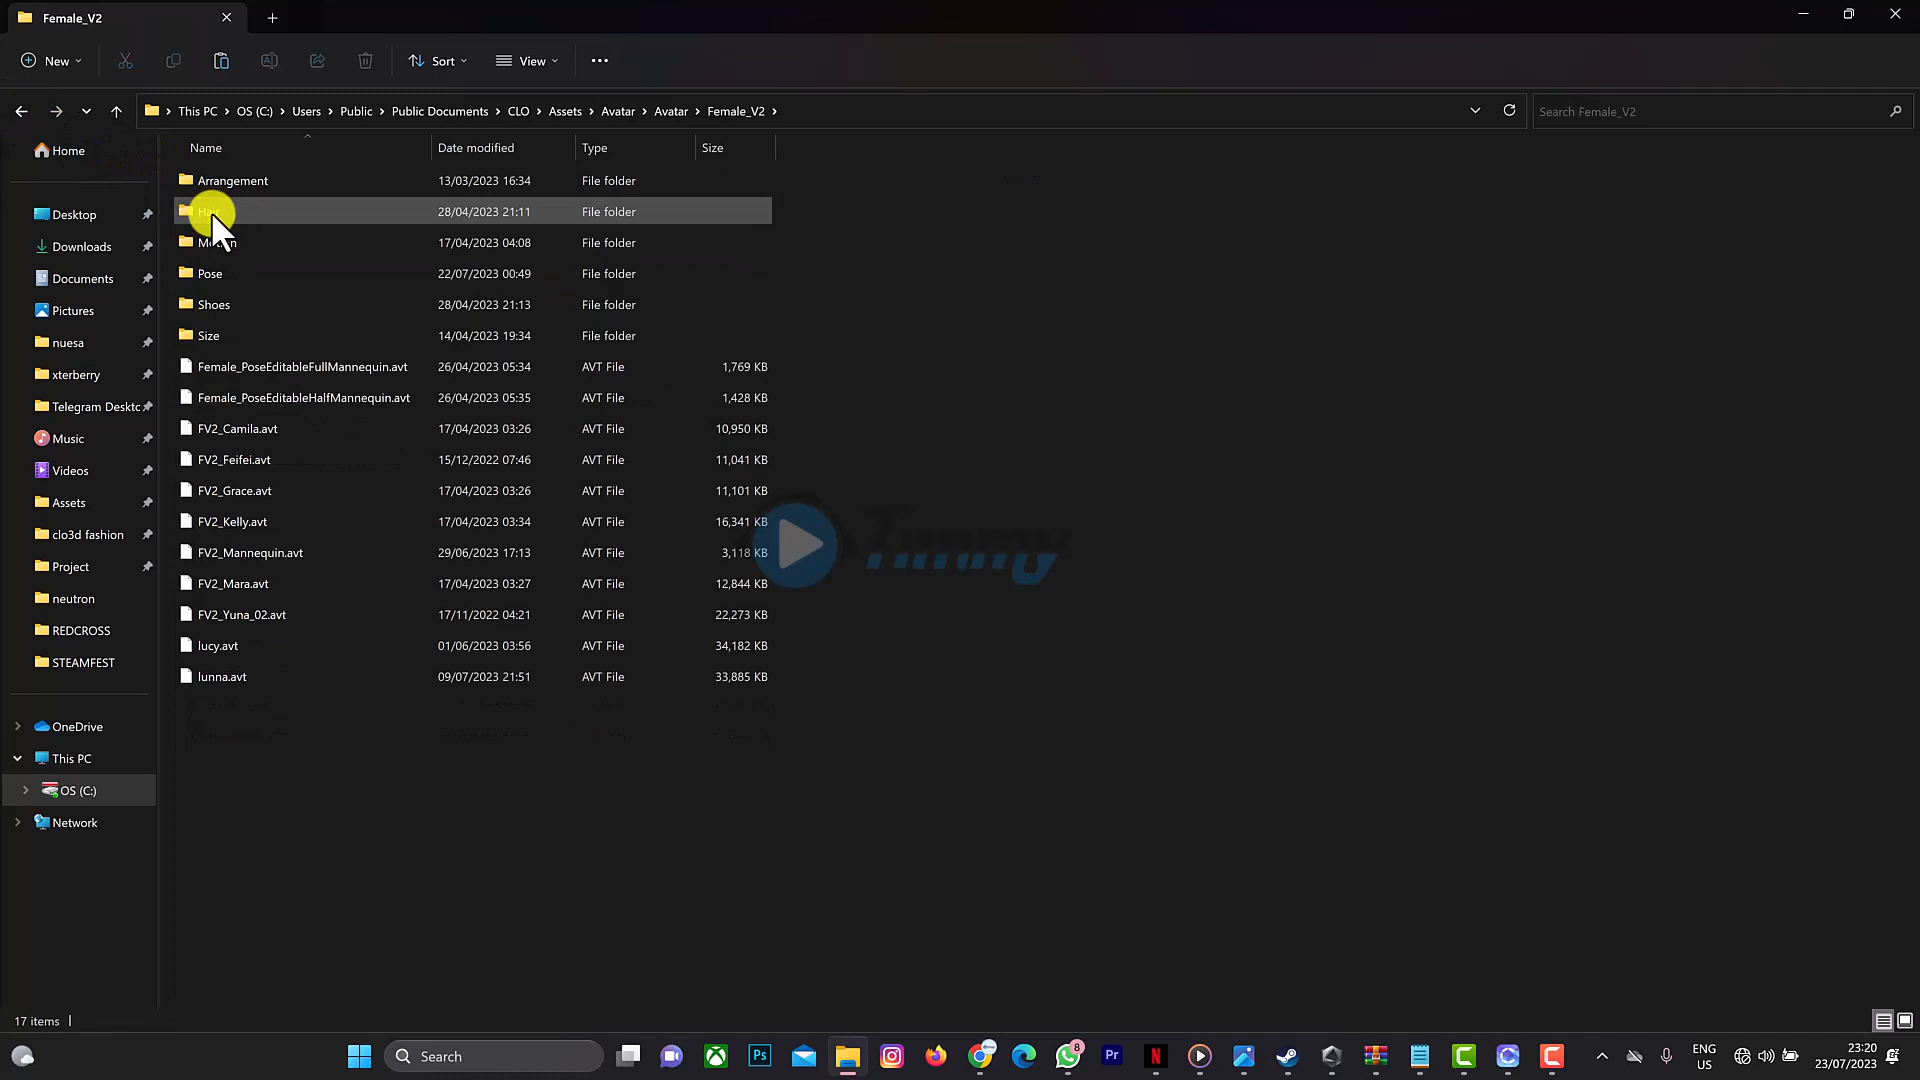 Female_V2
New
Sort
View
This PC > OS (C:) > Users > Public > Public Documents > CLO > Assets > Avatar > Avatar > Female_V2 >
Search Female_V2
Name Date modified Type Size
Home
Desktop
Downloads
Documents
Pictures
nuesa
xterberry
Telegram Desktc
Music
Videos
Assets
clo3d fashion
Project
neutron
REDCROSS
STEAMFEST
OneDrive
This PC
OS (C:)
Network
Arrangement 13/03/2023 16:34 File folder
Hair 28/04/2023 21:11 File folder
Motion 17/04/2023 04:08 File folder
Pose 22/07/2023 00:49 File folder
Shoes 28/04/2023 21:13 File folder
Size 14/04/2023 19:34 File folder
Female_PoseEditableFullMannequin.avt 26/04/2023 05:34 AVT File 1,769 KB
Female_PoseEditableHalfMannequin.avt 26/04/2023 05:35 AVT File 1,428 KB
FV2_Camila.avt 17/04/2023 03:26 AVT File 10,950 KB
FV2_Feifei.avt 15/12/2022 07:46 AVT File 11,041 KB
FV2_Grace.avt 17/04/2023 03:26 AVT File 11,101 KB
FV2_Kelly.avt 17/04/2023 03:34 AVT File 16,341 KB
FV2_Mannequin.avt 29/06/2023 17:13 AVT File 3,118 KB
FV2_Mara.avt 17/04/2023 03:27 AVT File 12,844 KB
FV2_Yuna_02.avt 17/11/2022 04:21 AVT File 22,273 KB
lucy.avt 01/06/2023 03:56 AVT File 34,182 KB
lunna.avt 09/07/2023 21:51 AVT File 33,885 KB
Timmy
17 items
Search
Ps
8
Pr
N
ENG
US
23:20
23/07/2023